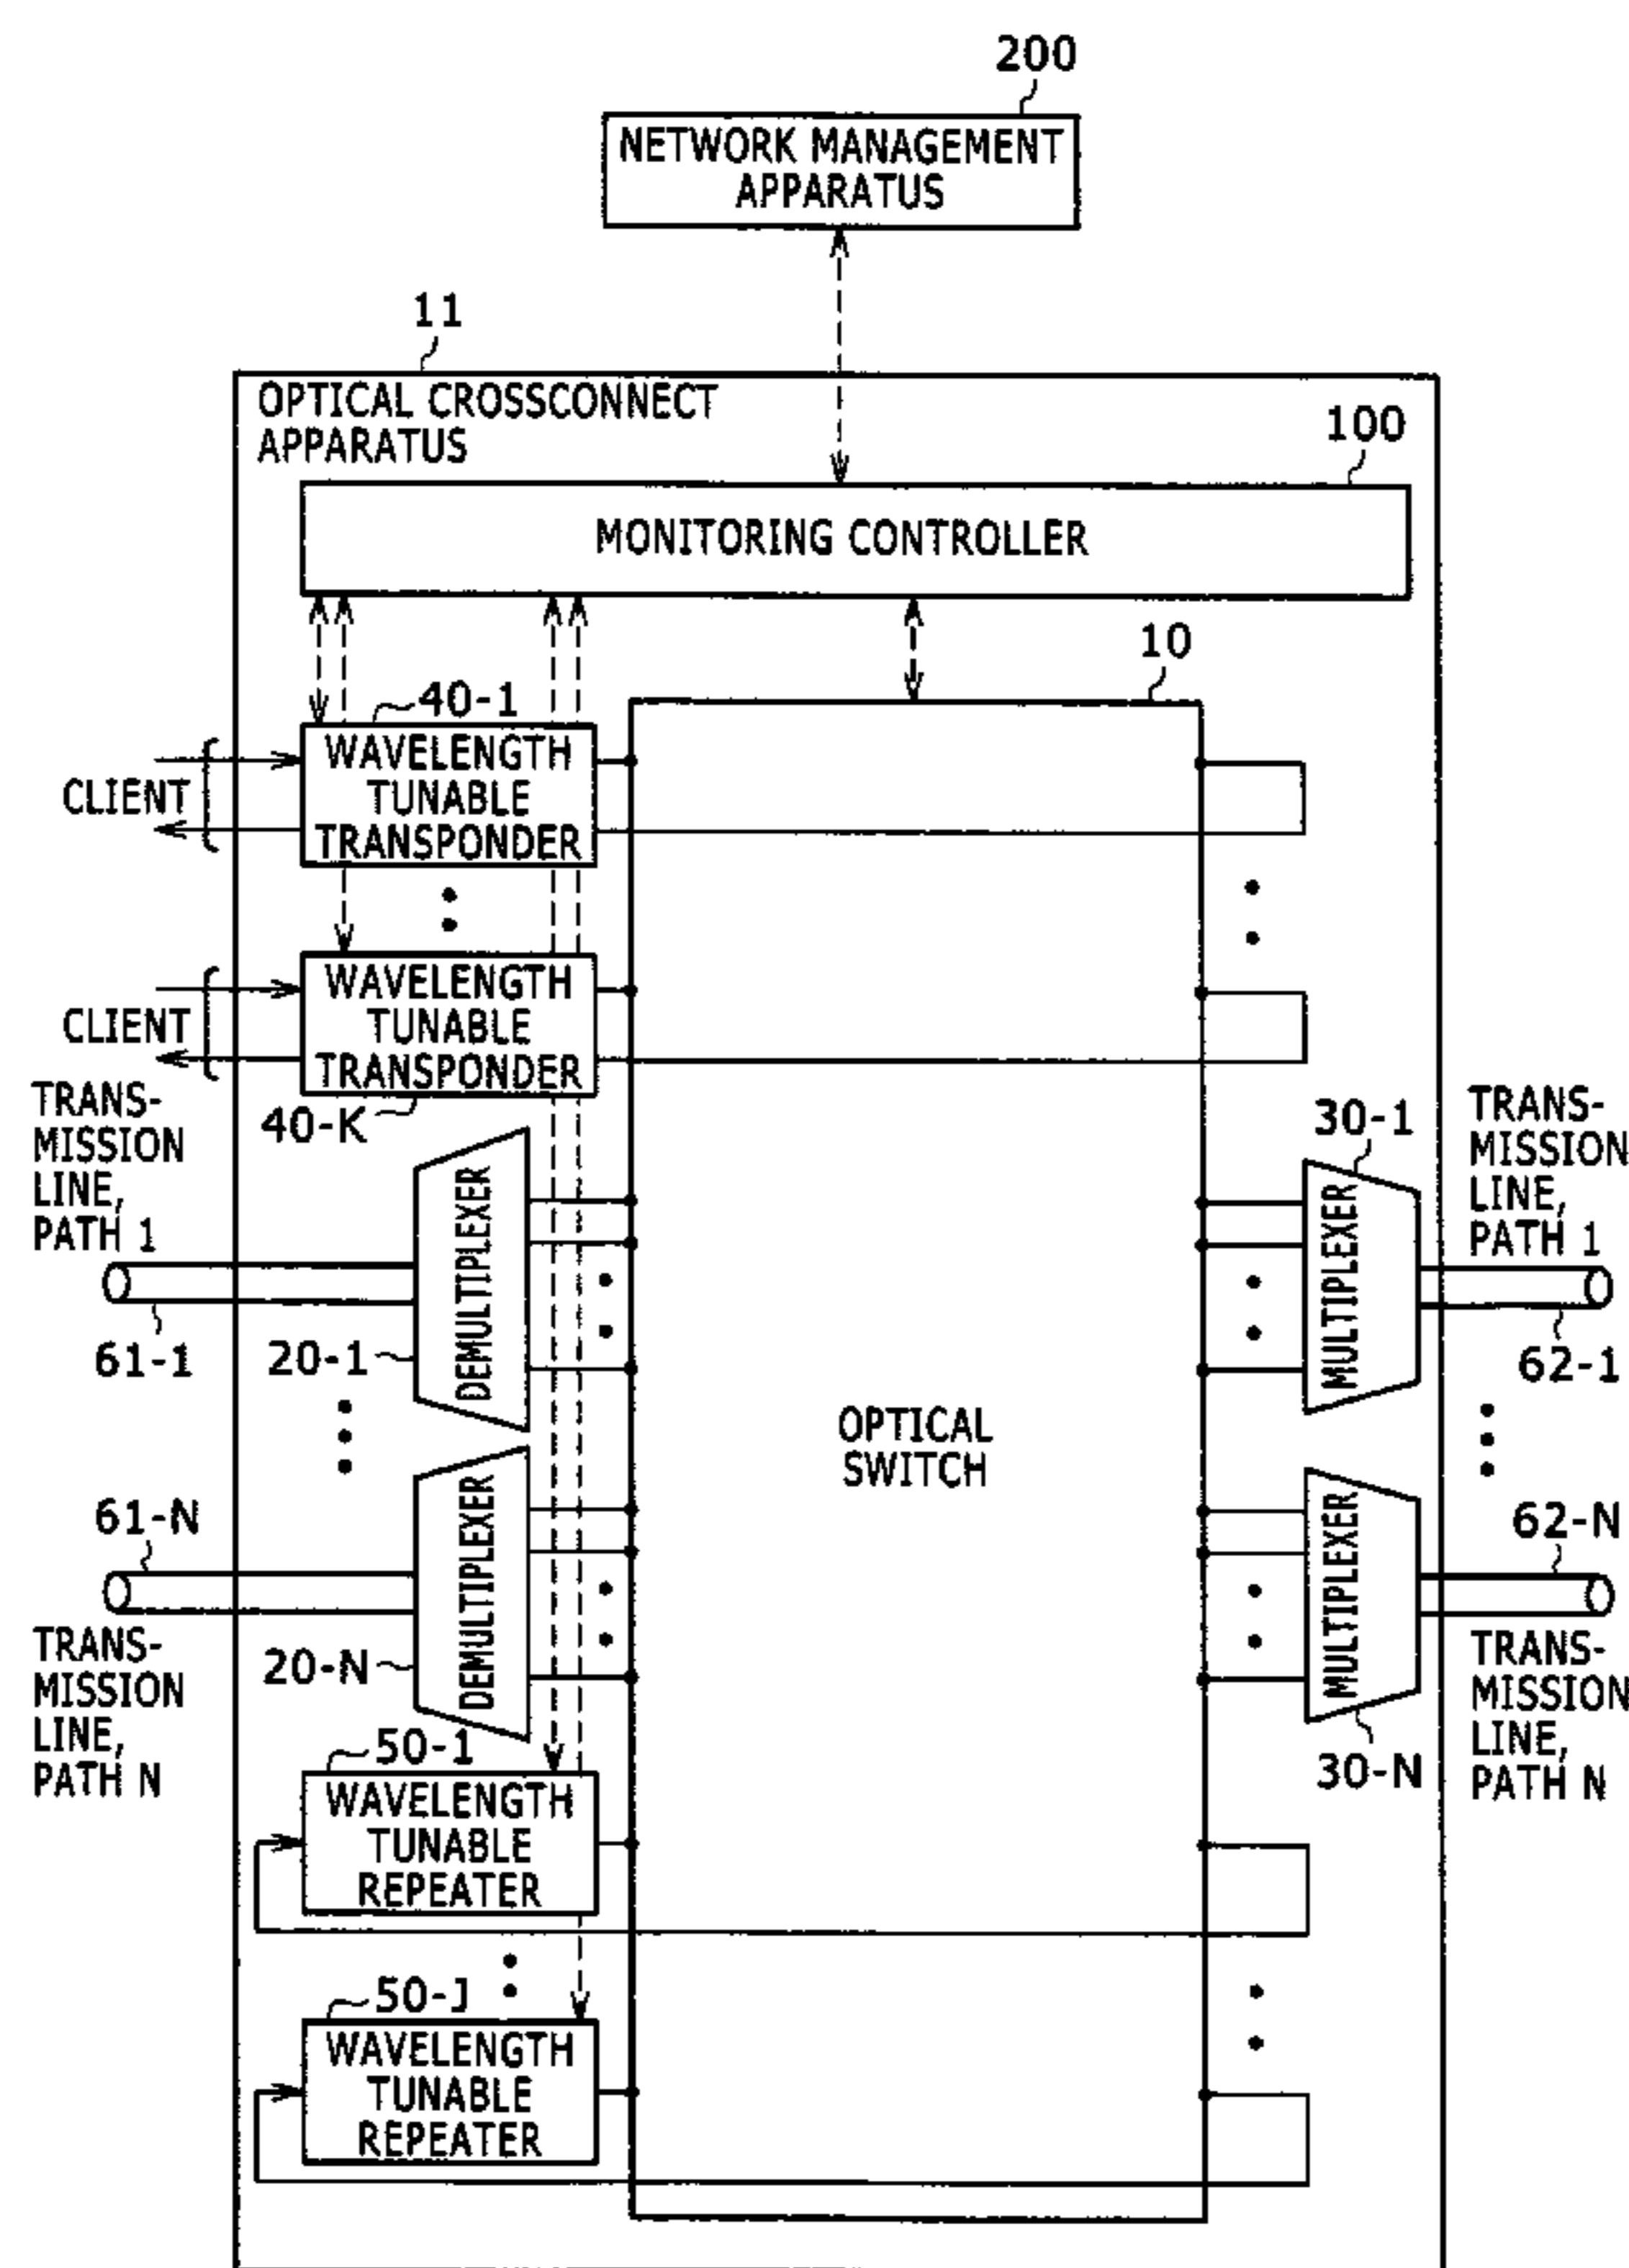 200
NETWORK MANAGEMENT
APPARATUS
11
OPTICAL CROSSCONNECT
APPARATUS
100
MONITORING CONTROLLER
10
40-1
WAVELENGTH
TUNABLE
TRANSPONDER
CLIENT
WAVELENGTH
TUNABLE
TRANSPONDER
CLIENT
40-K
TRANS-
MISSION
LINE,
PATH 1
DEMULTIPLEXER
61-1
20-1
30-1
MULTIPLEXER
TRANS-
MISSION
LINE,
PATH 1
62-1
OPTICAL
SWITCH
61-N
DEMULTIPLEXER
20-N
TRANS-
MISSION
LINE,
PATH N
MULTIPLEXER
62-N
30-N
TRANS-
MISSION
LINE,
PATH N
50-1
WAVELENGTH
TUNABLE
REPEATER
50-J
WAVELENGTH
TUNABLE
REPEATER